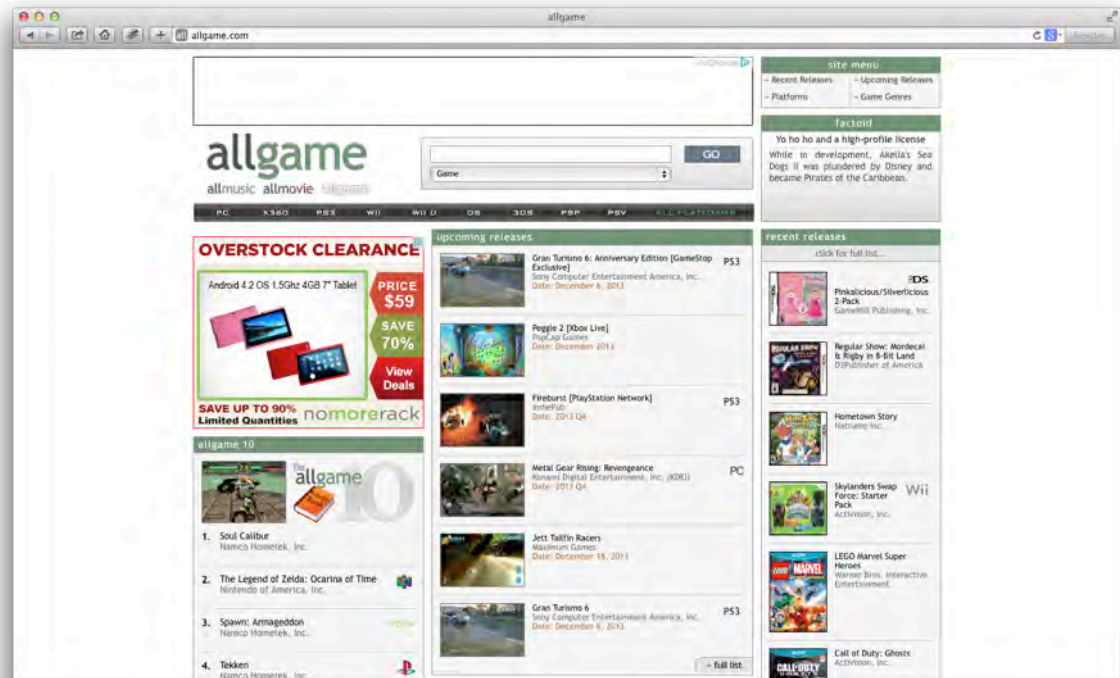 allgame
allgame.com
AdChoices
site menu
– Recent Releases
– Upcoming Releases
– Platforms
– Game Genres
factoid
Yo ho ho and a high-profile license
While in development, Akella's Sea
Dogs II was plundered by Disney and
became Pirates of the Caribbean.
allgame
allmusic allmovie allgame
GO
Game
PC X360 PS3 WII WII U DS 3DS PSP PSV ALL PLATFORMS
OVERSTOCK CLEARANCE
Android 4.2 OS 1.5Ghz 4GB 7" Tablet
PRICE
$59
SAVE
70%
View
Deals
SAVE UP TO 90%
Limited Quantities
nomorerack
allgame 10
The
allgame
10
1. Soul Calibur
Namco Hometek, Inc.
2. The Legend of Zelda: Ocarina of Time
Nintendo of America, Inc.
3. Spawn: Armageddon
Namco Hometek, Inc.
4. Tekken
Namco Hometek, Inc.
upcoming releases
Gran Turismo 6: Anniversary Edition [GameStop
Exclusive]
PS3
Sony Computer Entertainment America, Inc.
Date: December 6, 2013
Peggle 2 [Xbox Live]
PopCap Games
Date: December 2013
Fireburst [PlayStation Network]
PS3
IndiePub
Date: 2013 Q4
Metal Gear Rising: Revengeance
PC
Konami Digital Entertainment, Inc. (KDEI)
Date: 2013 Q4
Jett Tailfin Racers
Maximum Games
Date: December 16, 2013
Gran Turismo 6
PS3
Sony Computer Entertainment America, Inc.
Date: December 6, 2013
– full list
recent releases
click for full list...
DS
Pinkalicious/Silverlicious
2-Pack
GameMill Publishing, Inc.
Regular Show: Mordecai
& Rigby in 8-Bit Land
D3Publisher of America
Hometown Story
Natsume Inc.
Skylanders Swap
Force: Starter
Pack
Wii
Activision, Inc.
LEGO Marvel Super
Heroes
Warner Bros. Interactive
Entertainment
LEGO MARVEL
Call of Duty: Ghosts
Activision, Inc.
CALL·DUTY